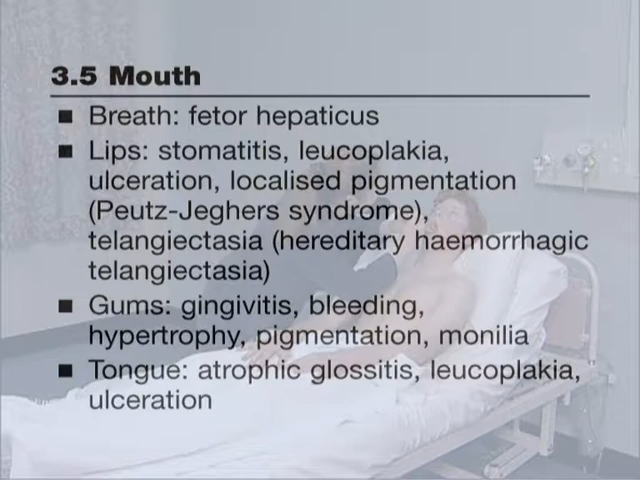 3.5 Mouth
■ Breath: fetor hepaticus
■ Lips: stomatitis, leucoplakia,
ulceration, localised pigmentation
(Peutz-Jeghers syndrome),
telangiectasia (hereditary haemorrhagic
telangiectasia)
■ Gums: gingivitis, bleeding,
hypertrophy, pigmentation, monilia
■ Tongue: atrophic glossitis, leucoplakia,
ulceration